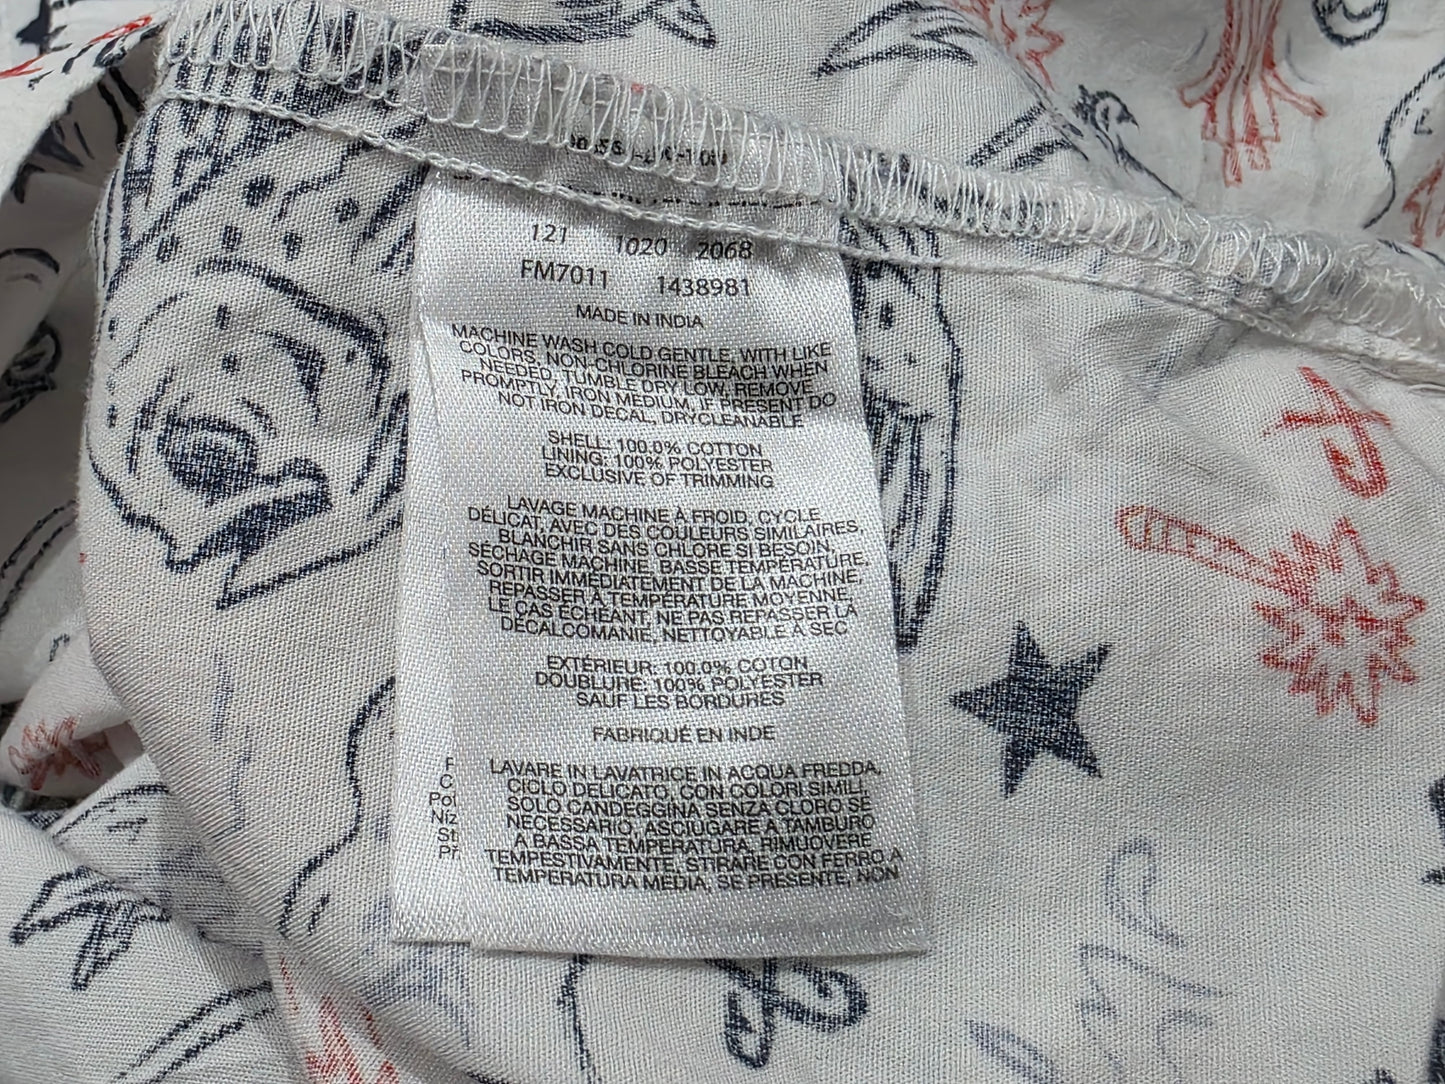 121 1020 2068
FM7011 1438981
MADE IN INDIA
MACHINE WASH COLD GENTLE, WITH LIKE
COLORS, NON-CHLORINE BLEACH WHEN
NEEDED, TUMBLE DRY LOW, REMOVE
PROMPTLY, IRON MEDIUM, IF PRESENT DO
NOT IRON DECAL, DRYCLEANABLE
SHELL: 100.0% COTTON
LINING: 100% POLYESTER
EXCLUSIVE OF TRIMMING
LAVAGE MACHINE À FROID, CYCLE
DÉLICAT, AVEC DES COULEURS SIMILAIRES,
BLANCHIR SANS CHLORE SI BESOIN,
SÉCHAGE MACHINE, BASSE TEMPÉRATURE,
SORTIR IMMÉDIATEMENT DE LA MACHINE,
REPASSER À TEMPÉRATURE MOYENNE,
LE CAS ÉCHÉANT, NE PAS REPASSER LA
DÉCALCOMANIE, NETTOYABLE À SEC
EXTÉRIEUR: 100.0% COTON
DOUBLURE: 100% POLYESTER
SAUF LES BORDURES
FABRIQUÉ EN INDE
LAVARE IN LAVATRICE IN ACQUA FREDDA,
CICLO DELICATO, CON COLORI SIMILI,
SOLO CANDEGGINA SENZA CLORO SE
NECESSARIO, ASCIUGARE A TAMBURO
A BASSA TEMPERATURA, RIMUOVERE
TEMPESTIVAMENTE, STIRARE CON FERRO A
TEMPERATURA MEDIA, SE PRESENTE, NON